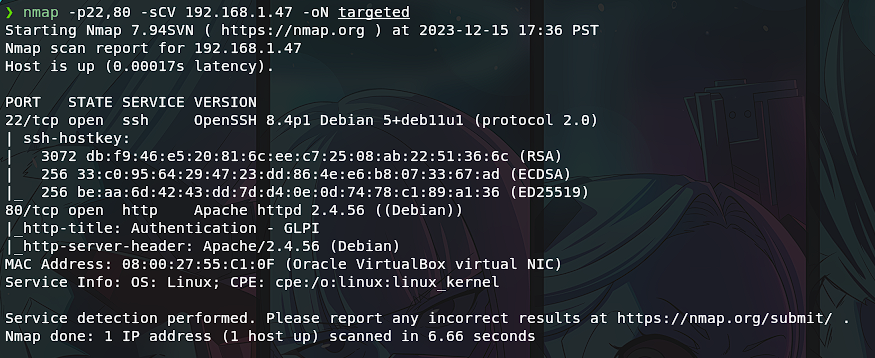 ❯ nmap -p22,80 -sCV 192.168.1.47 -oN targeted
Starting Nmap 7.94SVN ( https://nmap.org ) at 2023-12-15 17:36 PST
Nmap scan report for 192.168.1.47
Host is up (0.00017s latency).

PORT   STATE SERVICE VERSION
22/tcp open  ssh     OpenSSH 8.4p1 Debian 5+deb11u1 (protocol 2.0)
| ssh-hostkey:
|   3072 db:f9:46:e5:20:81:6c:ee:c7:25:08:ab:22:51:36:6c (RSA)
|   256 33:c0:95:64:29:47:23:dd:86:4e:e6:b8:07:33:67:ad (ECDSA)
|_  256 be:aa:6d:42:43:dd:7d:d4:0e:0d:74:78:c1:89:a1:36 (ED25519)
80/tcp open  http    Apache httpd 2.4.56 ((Debian))
|_http-title: Authentication - GLPI
|_http-server-header: Apache/2.4.56 (Debian)
MAC Address: 08:00:27:55:C1:0F (Oracle VirtualBox virtual NIC)
Service Info: OS: Linux; CPE: cpe:/o:linux:linux_kernel

Service detection performed. Please report any incorrect results at https://nmap.org/submit/ .
Nmap done: 1 IP address (1 host up) scanned in 6.66 seconds